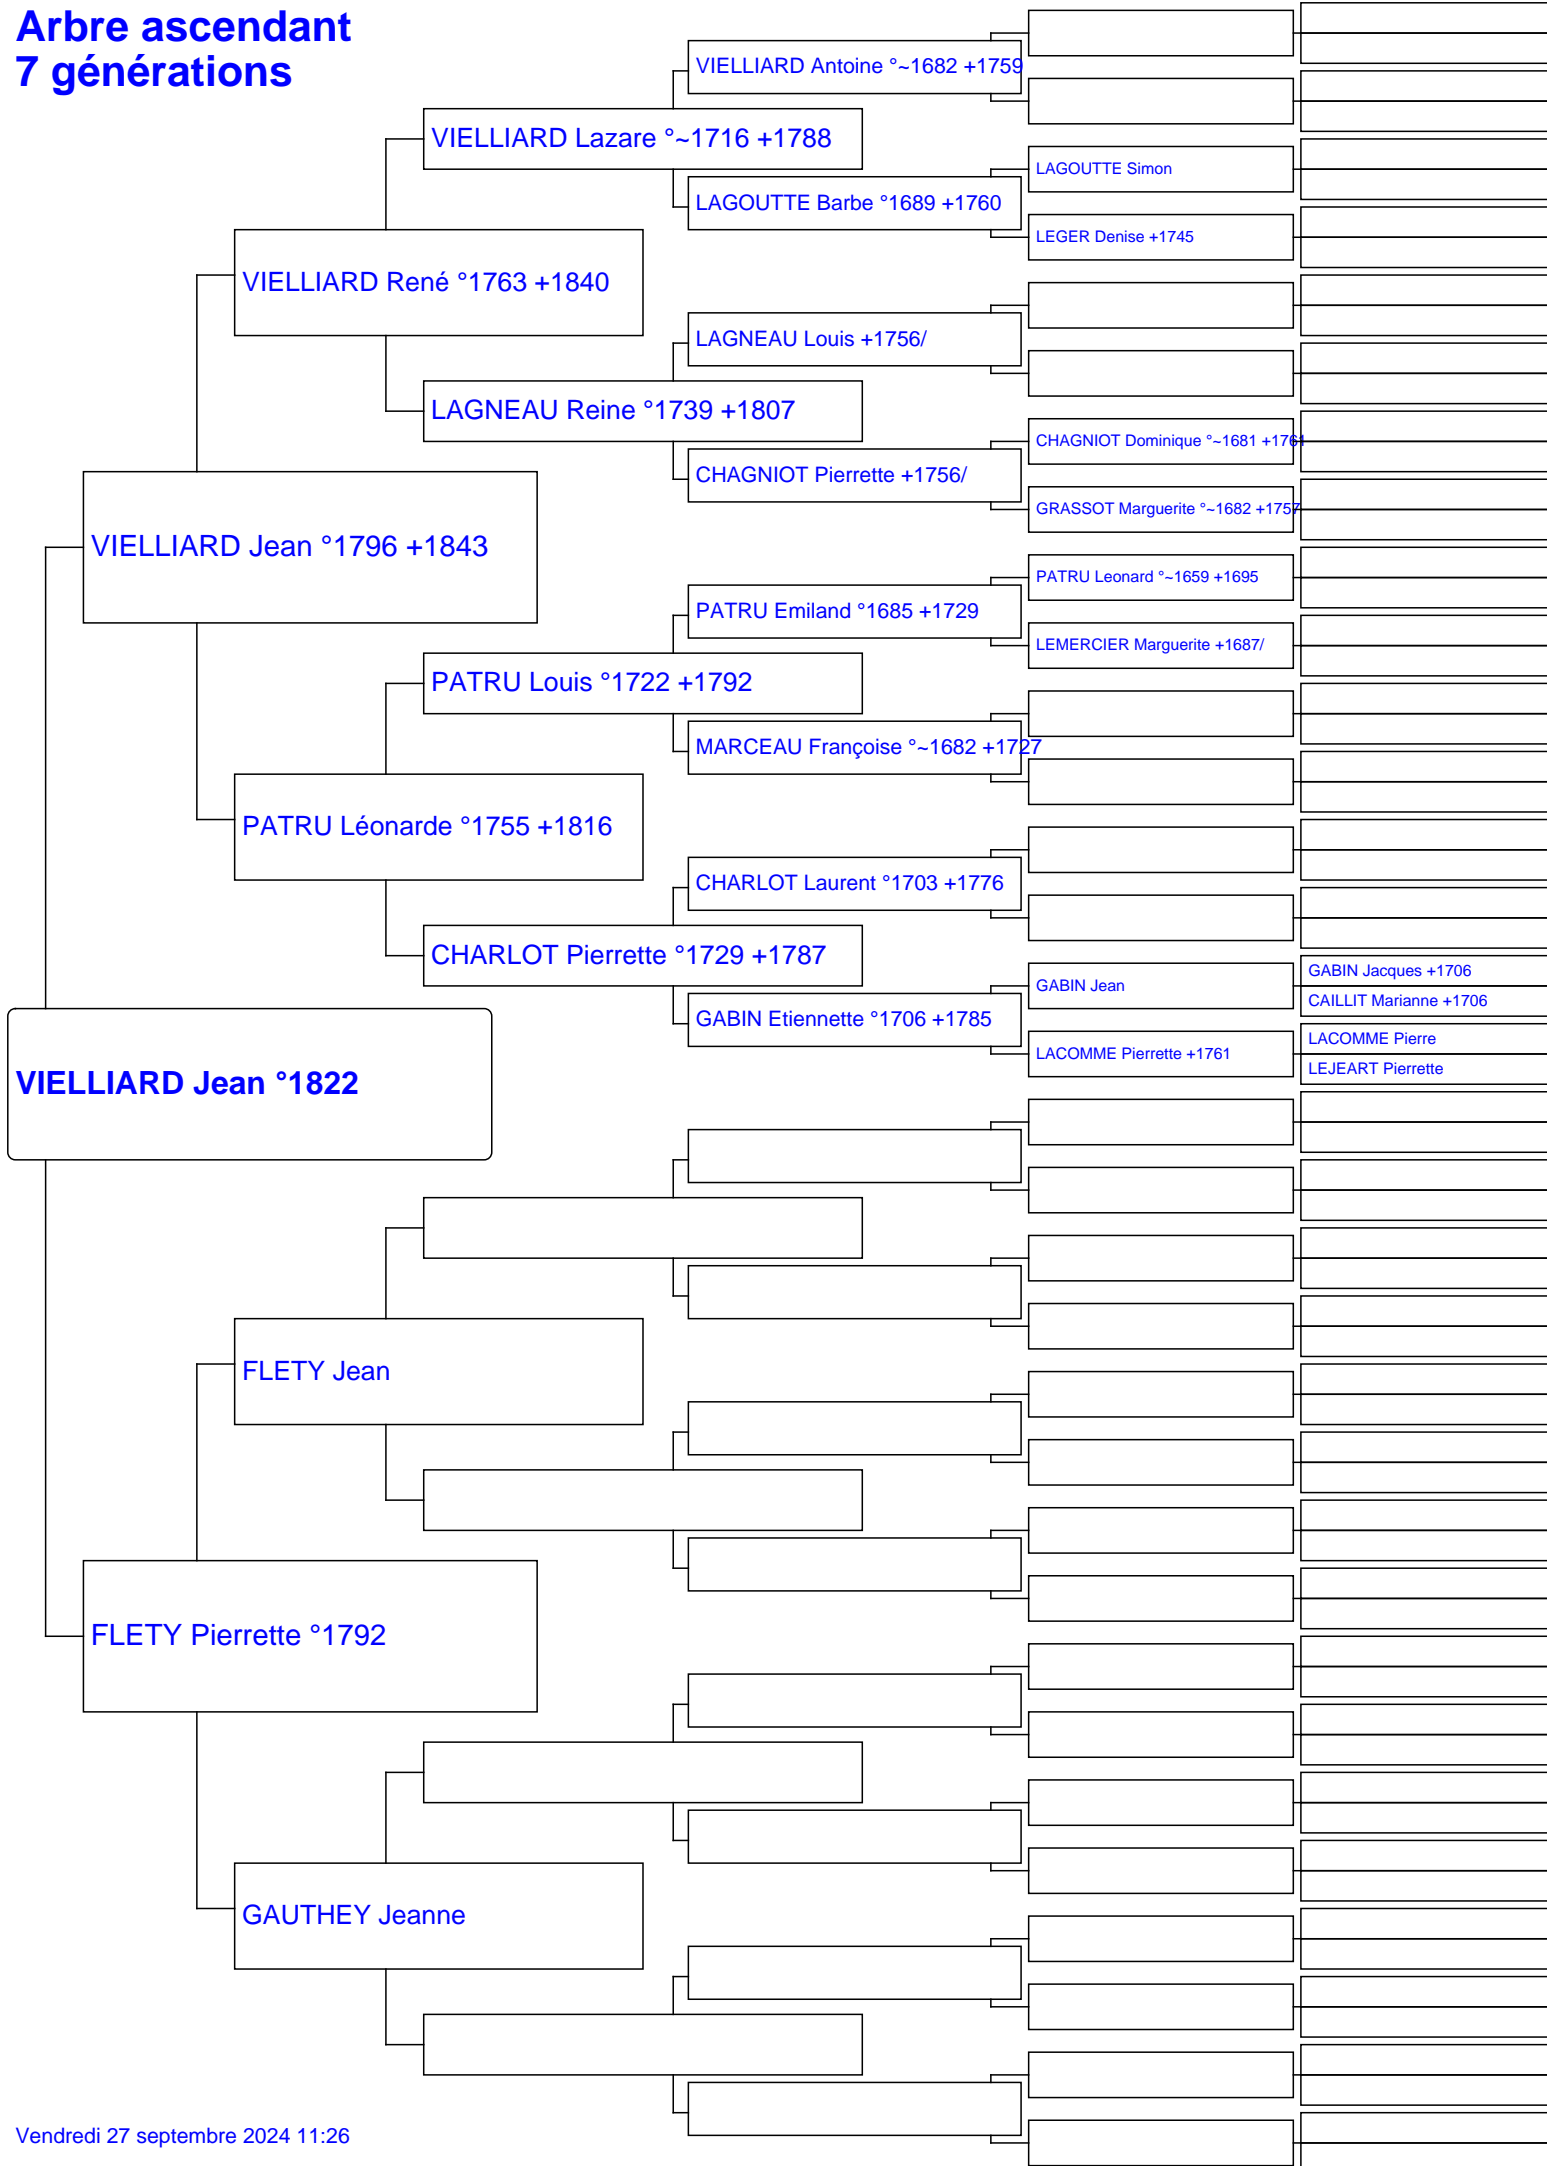 Arbre ascendant
7 générations
VIELLIARD Antoine °~1682 +1759
VIELLIARD Lazare °~1716 +1788
LAGOUTTE Simon
LAGOUTTE Barbe °1689 +1760
LEGER Denise +1745
VIELLIARD René °1763 +1840
LAGNEAU Louis +1756/
LAGNEAU Reine °1739 +1807
CHAGNIOT Dominique °~1681 +1761
CHAGNIOT Pierrette +1756/
GRASSOT Marguerite °~1682 +1757
VIELLIARD Jean °1796 +1843
PATRU Leonard °~1659 +1695
PATRU Emiland °1685 +1729
LEMERCIER Marguerite +1687/
PATRU Louis °1722 +1792
MARCEAU Françoise °~1682 +1727
PATRU Léonarde °1755 +1816
CHARLOT Laurent °1703 +1776
CHARLOT Pierrette °1729 +1787
GABIN Jacques +1706
GABIN Jean
CAILLIT Marianne +1706
GABIN Etiennette °1706 +1785
LACOMME Pierre
LACOMME Pierrette +1761
LEJEART Pierrette
VIELLIARD Jean °1822
FLETY Jean
FLETY Pierrette °1792
GAUTHEY Jeanne
Vendredi 27 septembre 2024 11:26